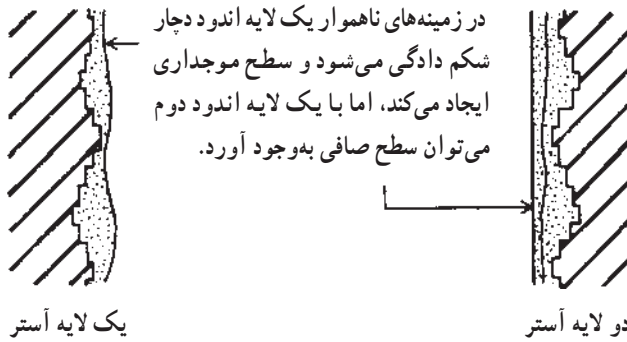 در زمینه‌های ناهموار یک لایه اندود دچار
شکم دادگی می‌شود و سطح موجداری
ایجاد می‌کند، اما با یک لایه اندود دوم
می‌توان سطح صافی به‌وجود آورد.
دو لایه آستر
یک لایه آستر